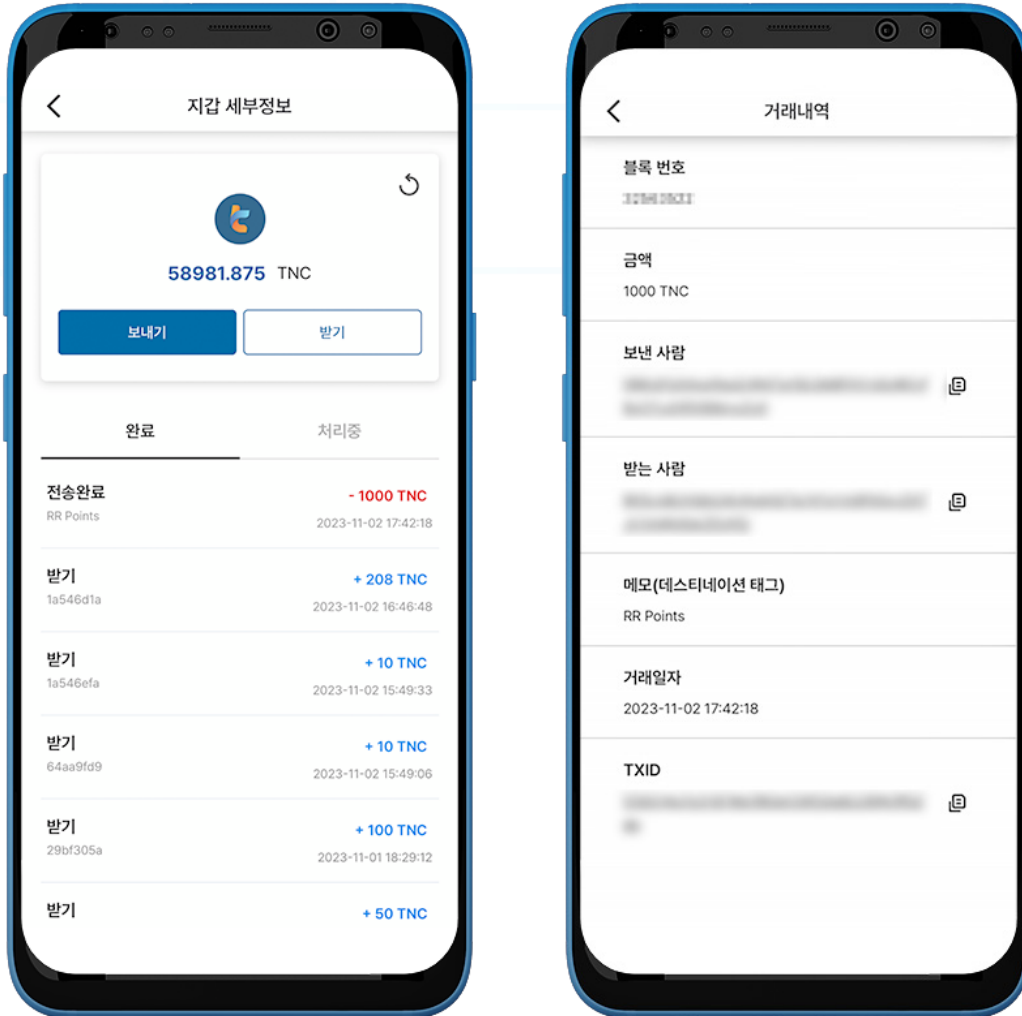 지갑 세부정보
58981.875 TNC
보내기
받기
완료
처리중
전송완료
- 1000 TNC
RR Points
2023-11-02 17:42:18
받기
+ 208 TNC
1a546d1a
2023-11-02 16:46:48
받기
+ 10 TNC
1a546efa
2023-11-02 15:49:33
받기
+ 10 TNC
64aa9fd9
2023-11-02 15:49:06
받기
+ 100 TNC
29bf305a
2023-11-01 18:29:12
받기
+ 50 TNC
거래내역
블록 번호
금액
1000 TNC
보낸 사람
받는 사람
메모(데스티네이션 태그)
RR Points
거래일자
2023-11-02 17:42:18
TXID